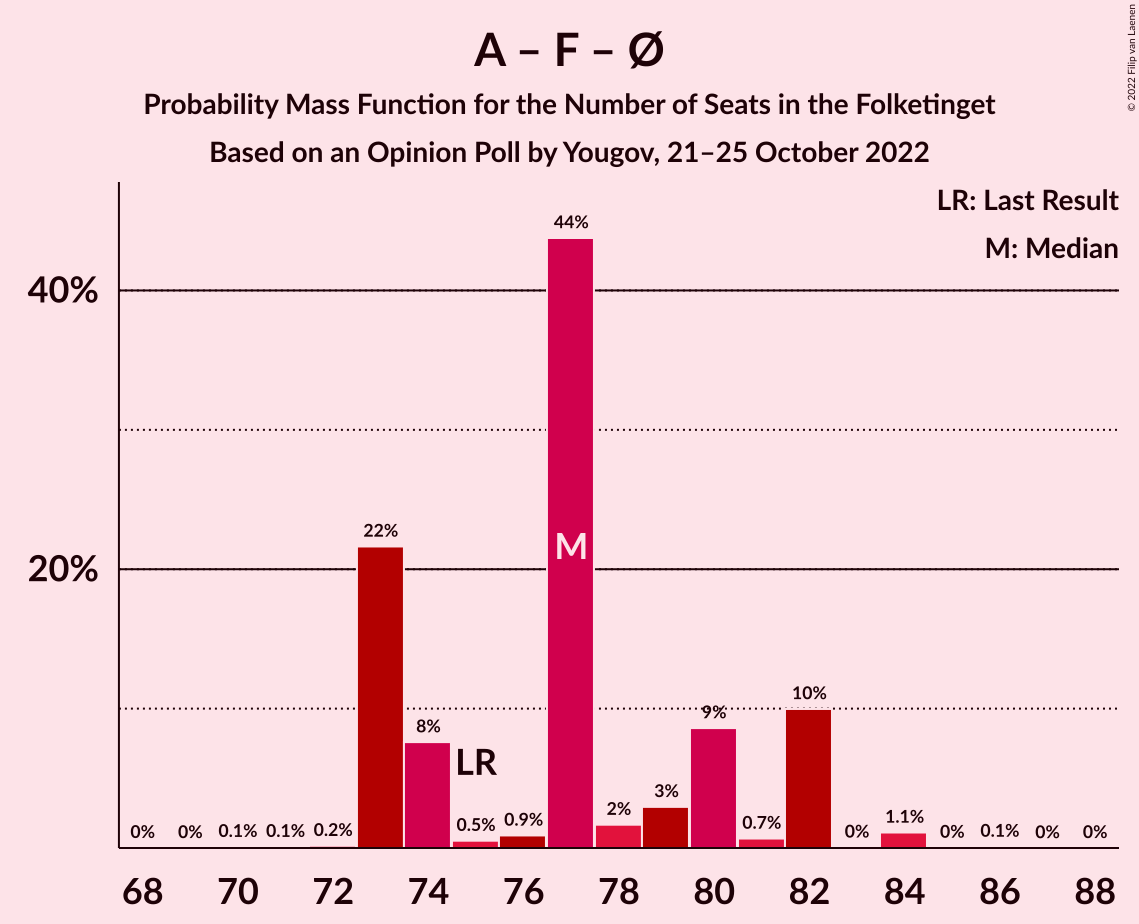 A – F – Ø
Probability Mass Function for the Number of Seats in the Folketinget
Based on an Opinion Poll by Yougov, 21–25 October 2022
© 2022 Filip van Laenen
LR: Last Result
M: Median
40%
20%
0% 0% 0.1% 0.1% 0.2% 22% 8% 0.5% 0.9% 44% 2% 3% 9% 0.7% 10% 0% 1.1% 0% 0.1% 0% 0%
LR
M
68 70 72 74 76 78 80 82 84 86 88